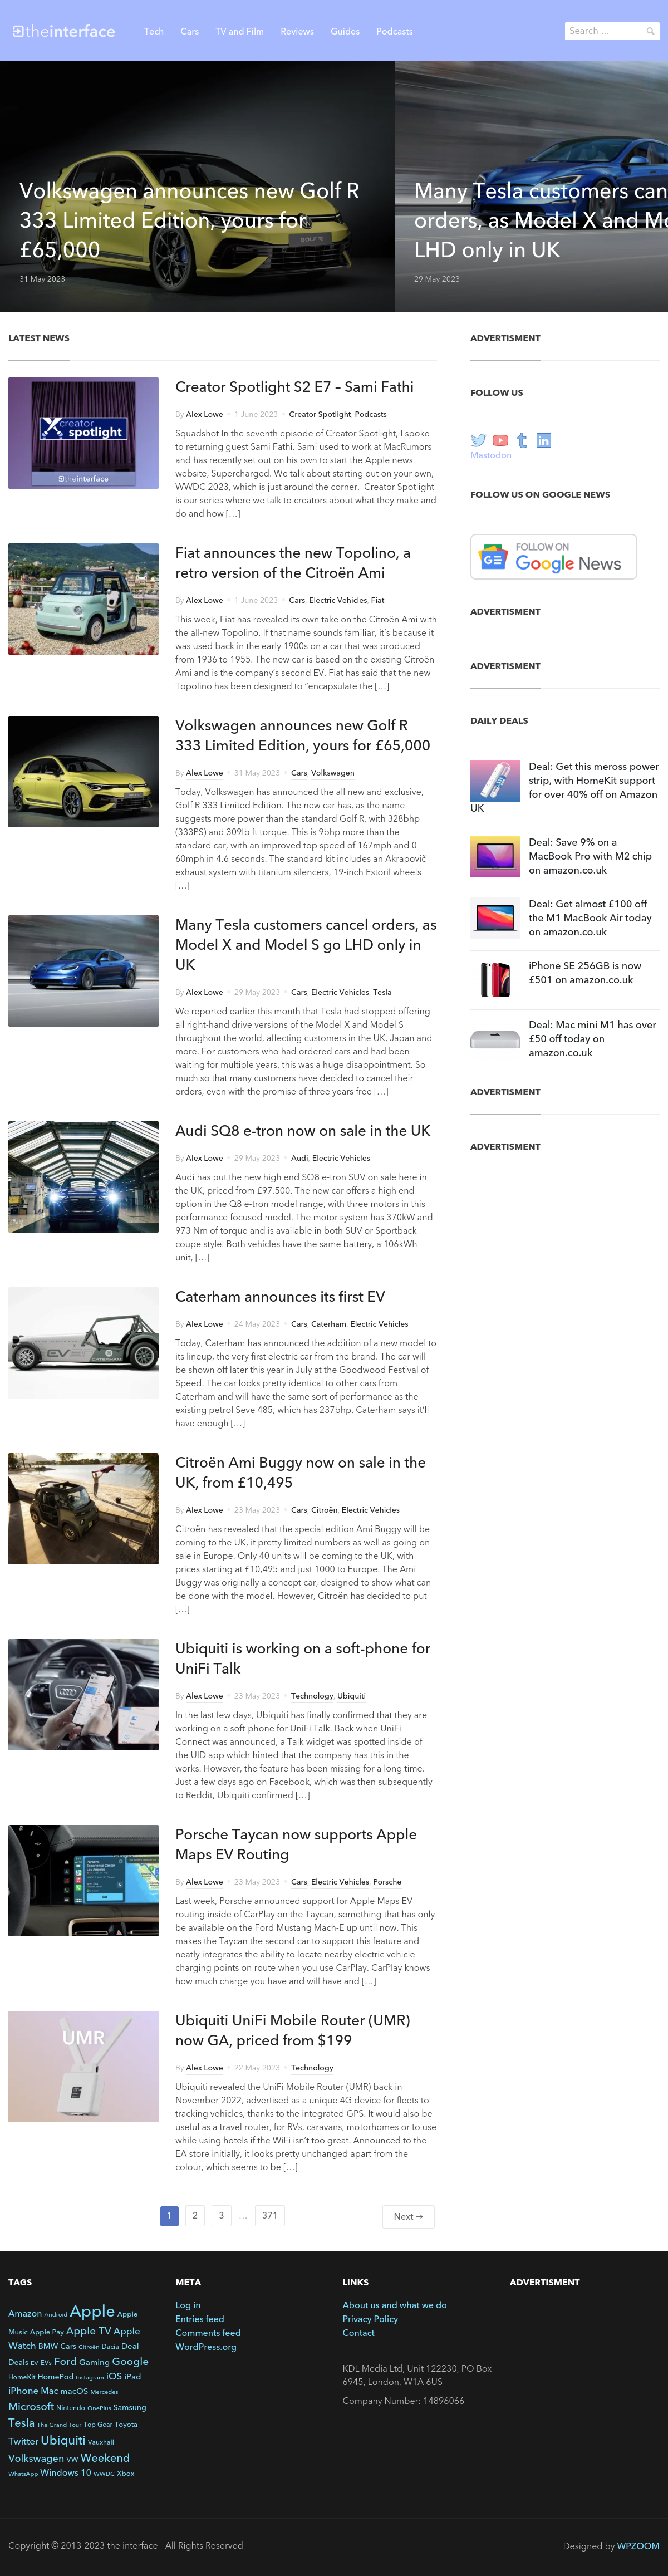 theinterface
Tech Cars TV and Film Reviews Guides Podcasts
Search …
Volkswagen announces new Golf R
333 Limited Edition, yours for
£65,000
31 May 2023
Many Tesla customers can
orders, as Model X and Mo
LHD only in UK
29 May 2023
LATEST NEWS
creator
spotlight
theinterface
Creator Spotlight S2 E7 – Sami Fathi
By Alex Lowe • 1 June 2023 • Creator Spotlight, Podcasts
Squadshot In the seventh episode of Creator Spotlight, I spoke
to returning guest Sami Fathi. Sami used to work at MacRumors
and has recently set out on his own to start the Apple news
website, Supercharged. We talk about starting out on your own,
WWDC 2023, which is just around the corner. Creator Spotlight
is our series where we talk to creators about what they make and
do and how […]
Fiat announces the new Topolino, a
retro version of the Citroën Ami
By Alex Lowe • 1 June 2023 • Cars, Electric Vehicles, Fiat
This week, Fiat has revealed its own take on the Citroën Ami with
the all-new Topolino. If that name sounds familiar, it’s because it
was used back in the early 1900s on a car that was produced
from 1936 to 1955. The new car is based on the existing Citroën
Ami and is the company’s second EV. Fiat has said that the new
Topolino has been designed to “encapsulate the […]
Volkswagen announces new Golf R
333 Limited Edition, yours for £65,000
By Alex Lowe • 31 May 2023 • Cars, Volkswagen
Today, Volkswagen has announced the all new and exclusive,
Golf R 333 Limited Edition. The new car has, as the name
suggests more power than the standard Golf R, with 328bhp
(333PS) and 309lb ft torque. This is 9bhp more than the
standard car, with an improved top speed of 167mph and 0-
60mph in 4.6 seconds. The standard kit includes an Akrapovič
exhaust system with titanium silencers, 19-inch Estoril wheels
[…]
Many Tesla customers cancel orders, as
Model X and Model S go LHD only in
UK
By Alex Lowe • 29 May 2023 • Cars, Electric Vehicles, Tesla
We reported earlier this month that Tesla had stopped offering
all right-hand drive versions of the Model X and Model S
throughout the world, affecting customers in the UK, Japan and
more. For customers who had ordered cars and had been
waiting for multiple years, this was a huge disappointment. So
much so that many customers have decided to cancel their
orders, even with the promise of three years free […]
Audi SQ8 e-tron now on sale in the UK
By Alex Lowe • 29 May 2023 • Audi, Electric Vehicles
Audi has put the new high end SQ8 e-tron SUV on sale here in
the UK, priced from £97,500. The new car offers a high end
option in the Q8 e-tron model range, with three motors in this
performance focused model. The motor system has 370kW and
973 Nm of torque and is available in both SUV or Sportback
coupe style. Both vehicles have the same battery, a 106kWh
unit, […]
Caterham announces its first EV
By Alex Lowe • 24 May 2023 • Cars, Caterham, Electric Vehicles
Today, Caterham has announced the addition of a new model to
its lineup, the very first electric car from the brand. The car will
be shown off later this year in July at the Goodwood Festival of
Speed. The car looks pretty identical to other cars from
Caterham and will have the same sort of performance as the
existing petrol Seve 485, which has 237bhp. Caterham says it’ll
have enough […]
Citroën Ami Buggy now on sale in the
UK, from £10,495
By Alex Lowe • 23 May 2023 • Cars, Citroën, Electric Vehicles
Citroën has revealed that the special edition Ami Buggy will be
coming to the UK, it pretty limited numbers as well as going on
sale in Europe. Only 40 units will be coming to the UK, with
prices starting at £10,495 and just 1000 to Europe. The Ami
Buggy was originally a concept car, designed to show what can
be done with the model. However, Citroën has decided to put
[…]
Ubiquiti is working on a soft-phone for
UniFi Talk
By Alex Lowe • 23 May 2023 • Technology, Ubiquiti
In the last few days, Ubiquiti has finally confirmed that they are
working on a soft-phone for UniFi Talk. Back when UniFi
Connect was announced, a Talk widget was spotted inside of
the UID app which hinted that the company has this in the
works. However, the feature has been missing for a long time.
Just a few days ago on Facebook, which was then subsequently
to Reddit, Ubiquiti confirmed […]
Porsche Taycan now supports Apple
Maps EV Routing
By Alex Lowe • 23 May 2023 • Cars, Electric Vehicles, Porsche
Last week, Porsche announced support for Apple Maps EV
routing inside of CarPlay on the Taycan, something that has only
be available on the Ford Mustang Mach-E up until now. This
makes the Taycan the second car to support this feature and
neatly integrates the ability to locate nearby electric vehicle
charging points on route when you use CarPlay. CarPlay knows
how much charge you have and will have and […]
UMR
Ubiquiti UniFi Mobile Router (UMR)
now GA, priced from $199
By Alex Lowe • 22 May 2023 • Technology
Ubiquiti revealed the UniFi Mobile Router (UMR) back in
November 2022, advertised as a unique 4G device for fleets to
tracking vehicles, thanks to the integrated GPS. It would also be
useful as a travel router, for RVs, caravans, motorhomes or to use
while using hotels if the WiFi isn’t too great. Announced to the
EA store initially, it looks pretty unchanged apart from the
colour, which seems to be […]
1 2 3 … 371 Next →
ADVERTISMENT
FOLLOW US
Mastodon
FOLLOW US ON GOOGLE NEWS
FOLLOW ON
Google News
ADVERTISMENT
ADVERTISMENT
DAILY DEALS
Deal: Get this meross power
strip, with HomeKit support
for over 40% off on Amazon
UK
Deal: Save 9% on a
MacBook Pro with M2 chip
on amazon.co.uk
Deal: Get almost £100 off
the M1 MacBook Air today
on amazon.co.uk
iPhone SE 256GB is now
£501 on amazon.co.uk
Deal: Mac mini M1 has over
£50 off today on
amazon.co.uk
ADVERTISMENT
ADVERTISMENT
TAGS
Amazon Android Apple Apple
Music Apple Pay Apple TV Apple
Watch BMW Cars Citroën Dacia Deal
Deals EV EVs Ford Gaming Google
HomeKit HomePod Instagram iOS iPad
iPhone Mac macOS Mercedes
Microsoft Nintendo OnePlus Samsung
Tesla The Grand Tour Top Gear Toyota
Twitter Ubiquiti Vauxhall
Volkswagen VW Weekend
WhatsApp Windows 10 WWDC Xbox
META
Log in
Entries feed
Comments feed
WordPress.org
LINKS
About us and what we do
Privacy Policy
Contact
KDL Media Ltd, Unit 122230, PO Box
6945, London, W1A 6US
Company Number: 14896066
ADVERTISMENT
Copyright © 2013-2023 the interface - All Rights Reserved
Designed by WPZOOM